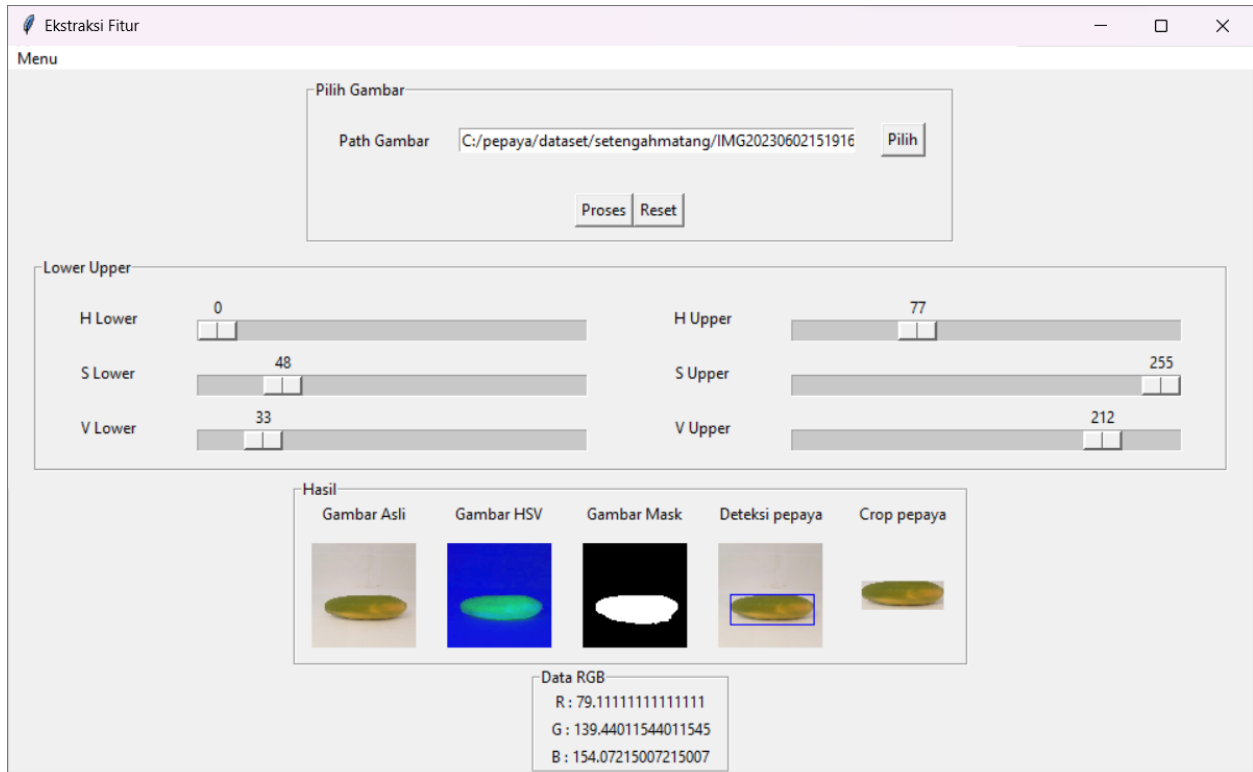 Ekstraksi Fitur
Menu
Pilih Gambar
Path Gambar C:/pepaya/dataset/setengahmatang/IMG20230602151916 Pilih
Proses Reset
Lower Upper
H Lower 0 H Upper 77
S Lower 48 S Upper 255
V Lower 33 V Upper 212
Hasil
Gambar Asli Gambar HSV Gambar Mask Deteksi pepaya Crop pepaya
Data RGB
R : 79.11111111111111
G : 139.44011544011545
B : 154.07215007215007